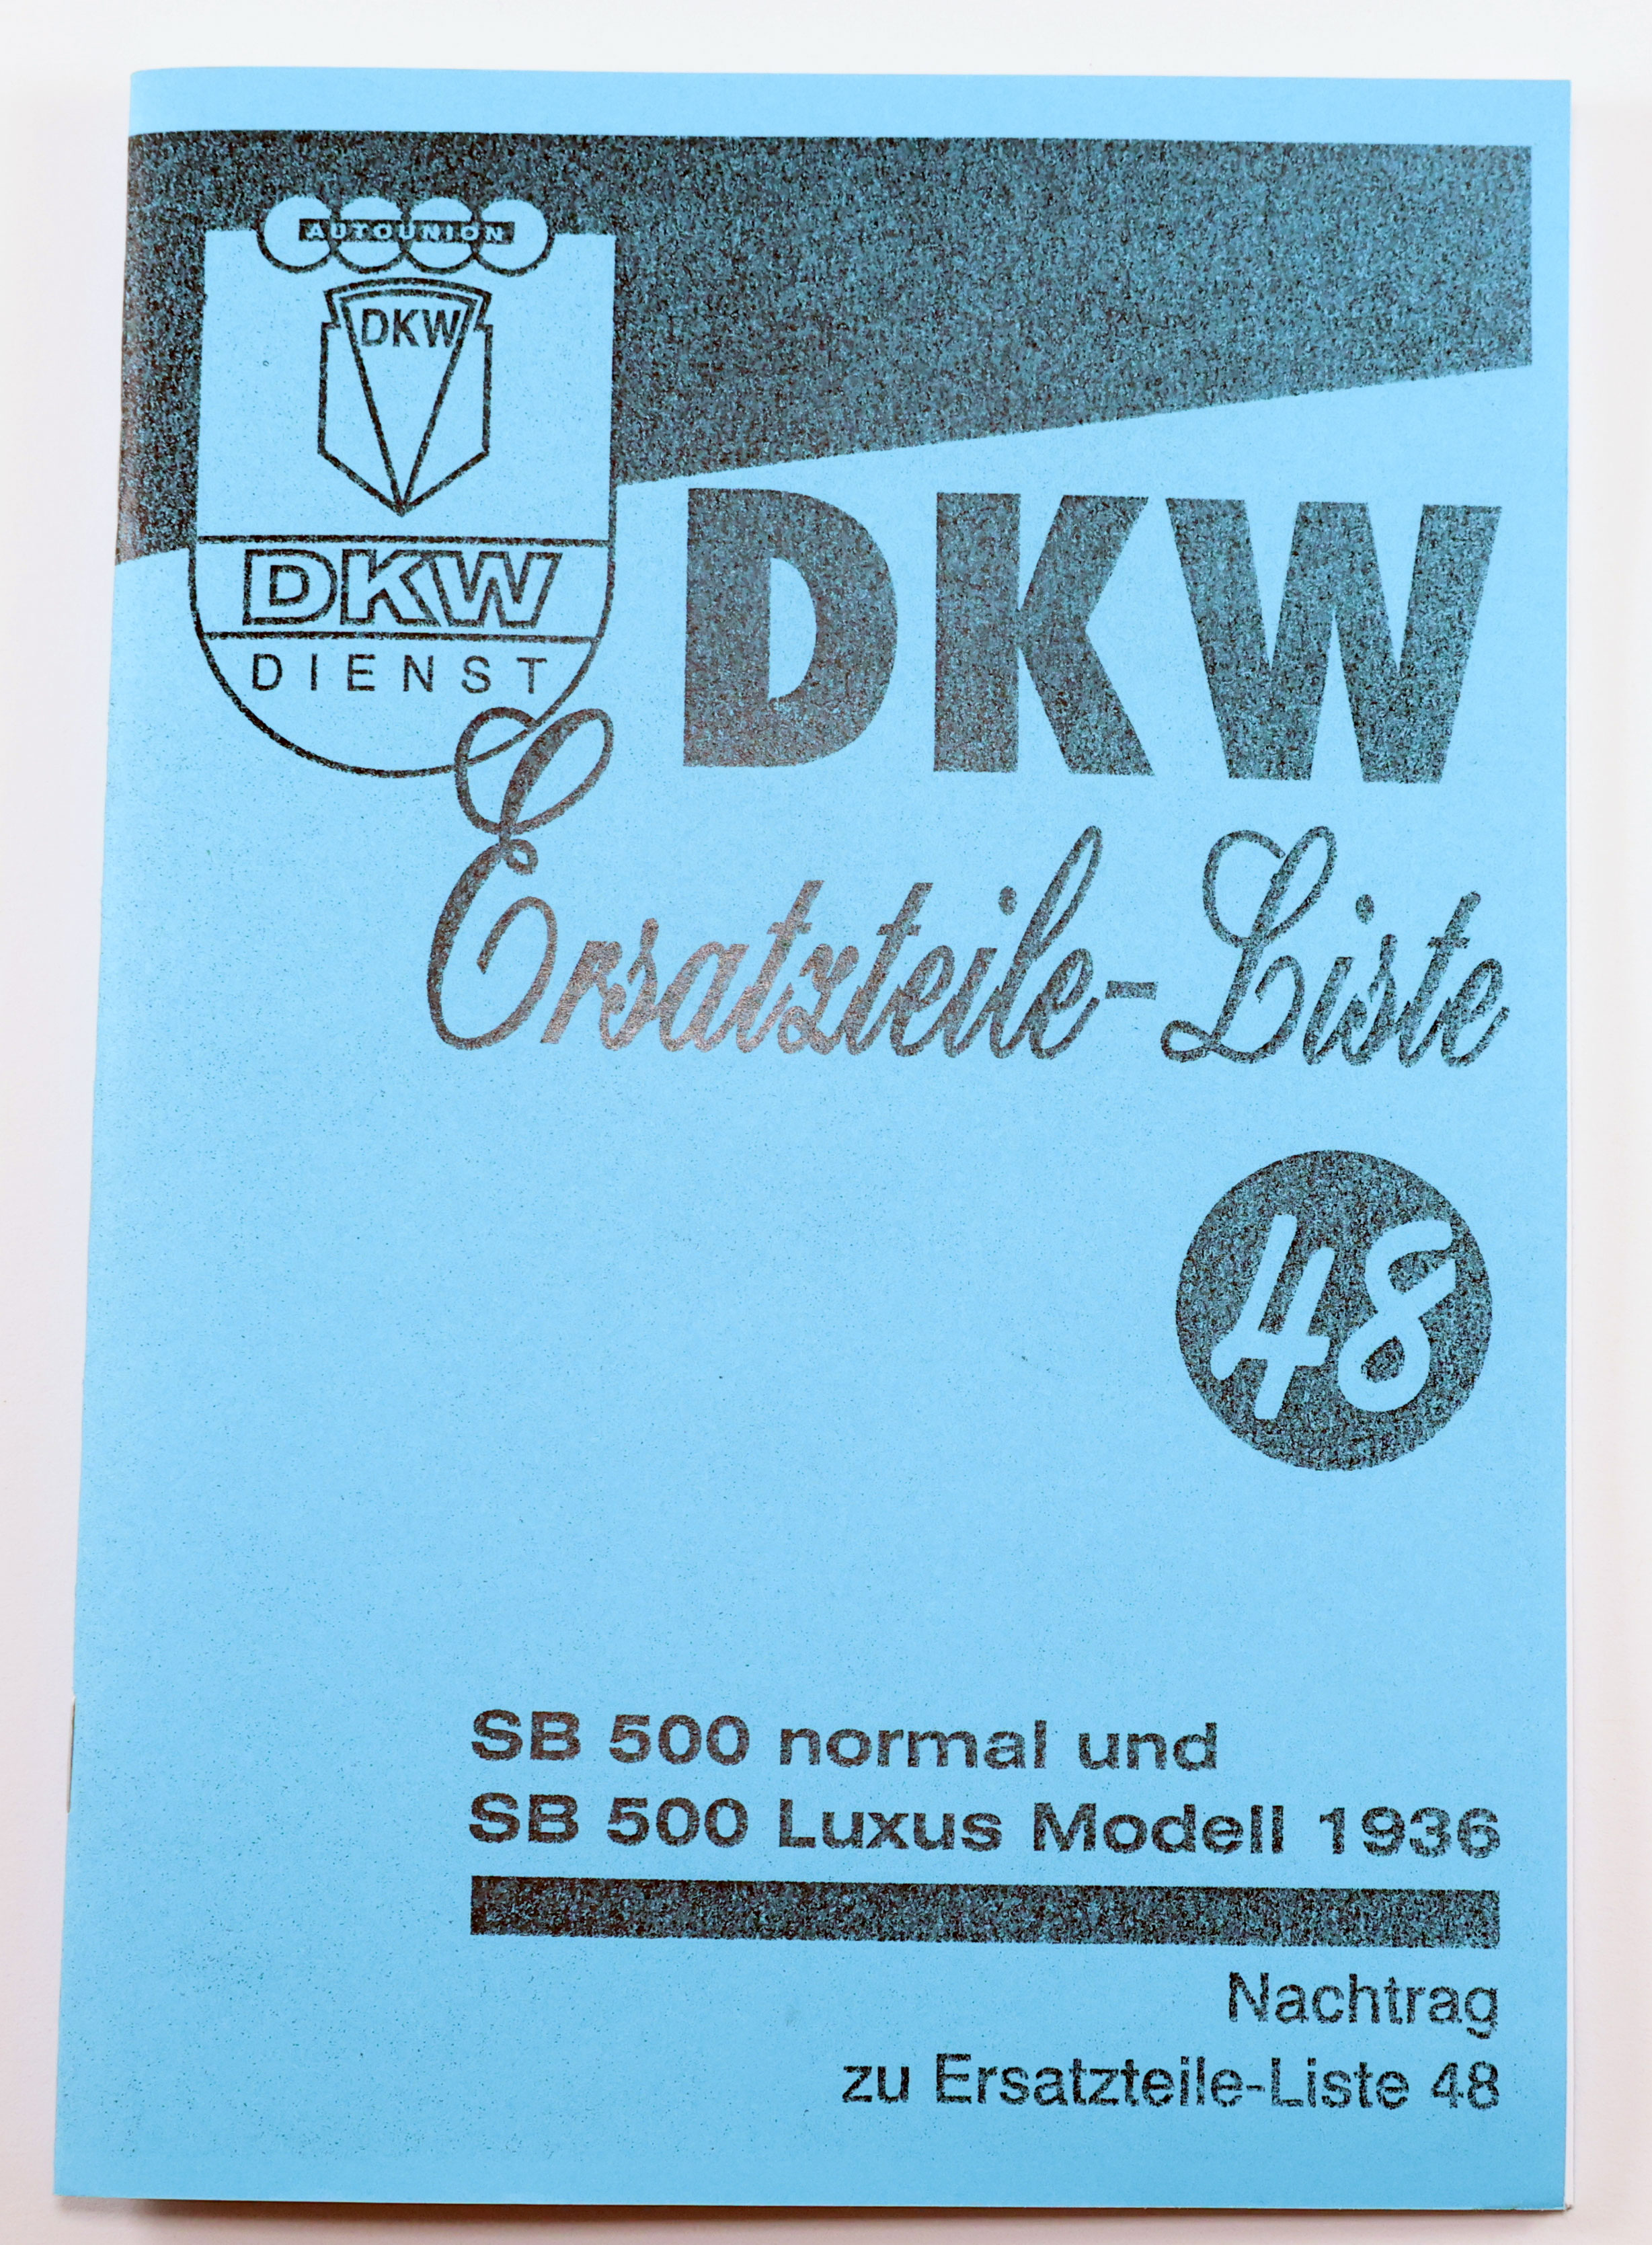 AUTOUNION
DKW
DKW
DIENST
DKW
Ersatzteile-Liste
48
SB 500 normal und
SB 500 Luxus Modell 1936
Nachtrag
zu Ersatzteile-Liste 48